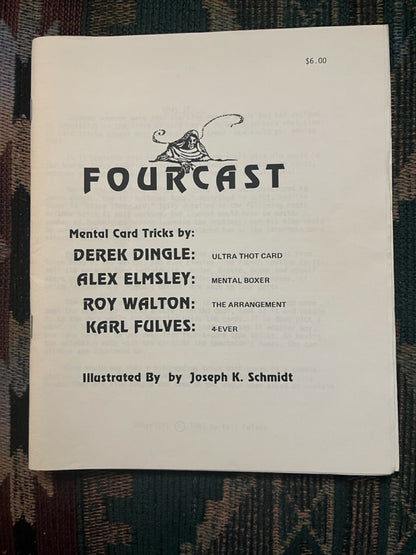 $6.00
FOURCAST
Mental Card Tricks by:
DEREK DINGLE: ULTRA THOT CARD
ALEX ELMSLEY: MENTAL BOXER
ROY WALTON: THE ARRANGEMENT
KARL FULVES: 4-EVER
Illustrated By by Joseph K. Schmidt